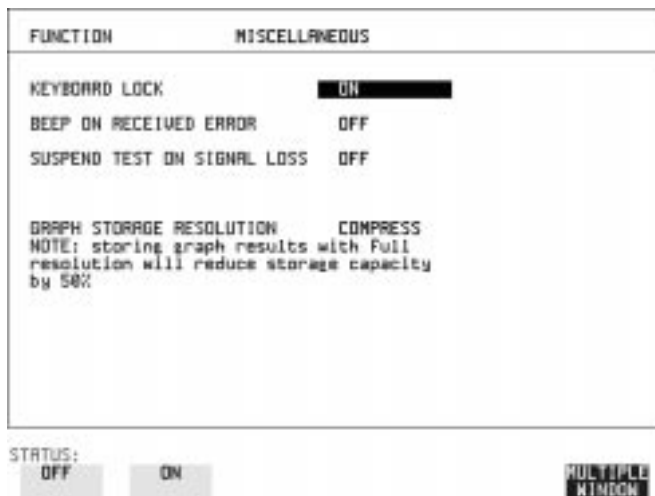 FUNCTION MISCELLANEOUS
KEYBOARD LOCK ON
BEEP ON RECEIVED ERROR OFF
SUSPEND TEST ON SIGNAL LOSS OFF
GRAPH STORAGE RESOLUTION COMPRESS
NOTE: storing graph results with Full
resolution will reduce storage capacity
by 50%
STATUS:
OFF ON MULTIPLE
WINDOW